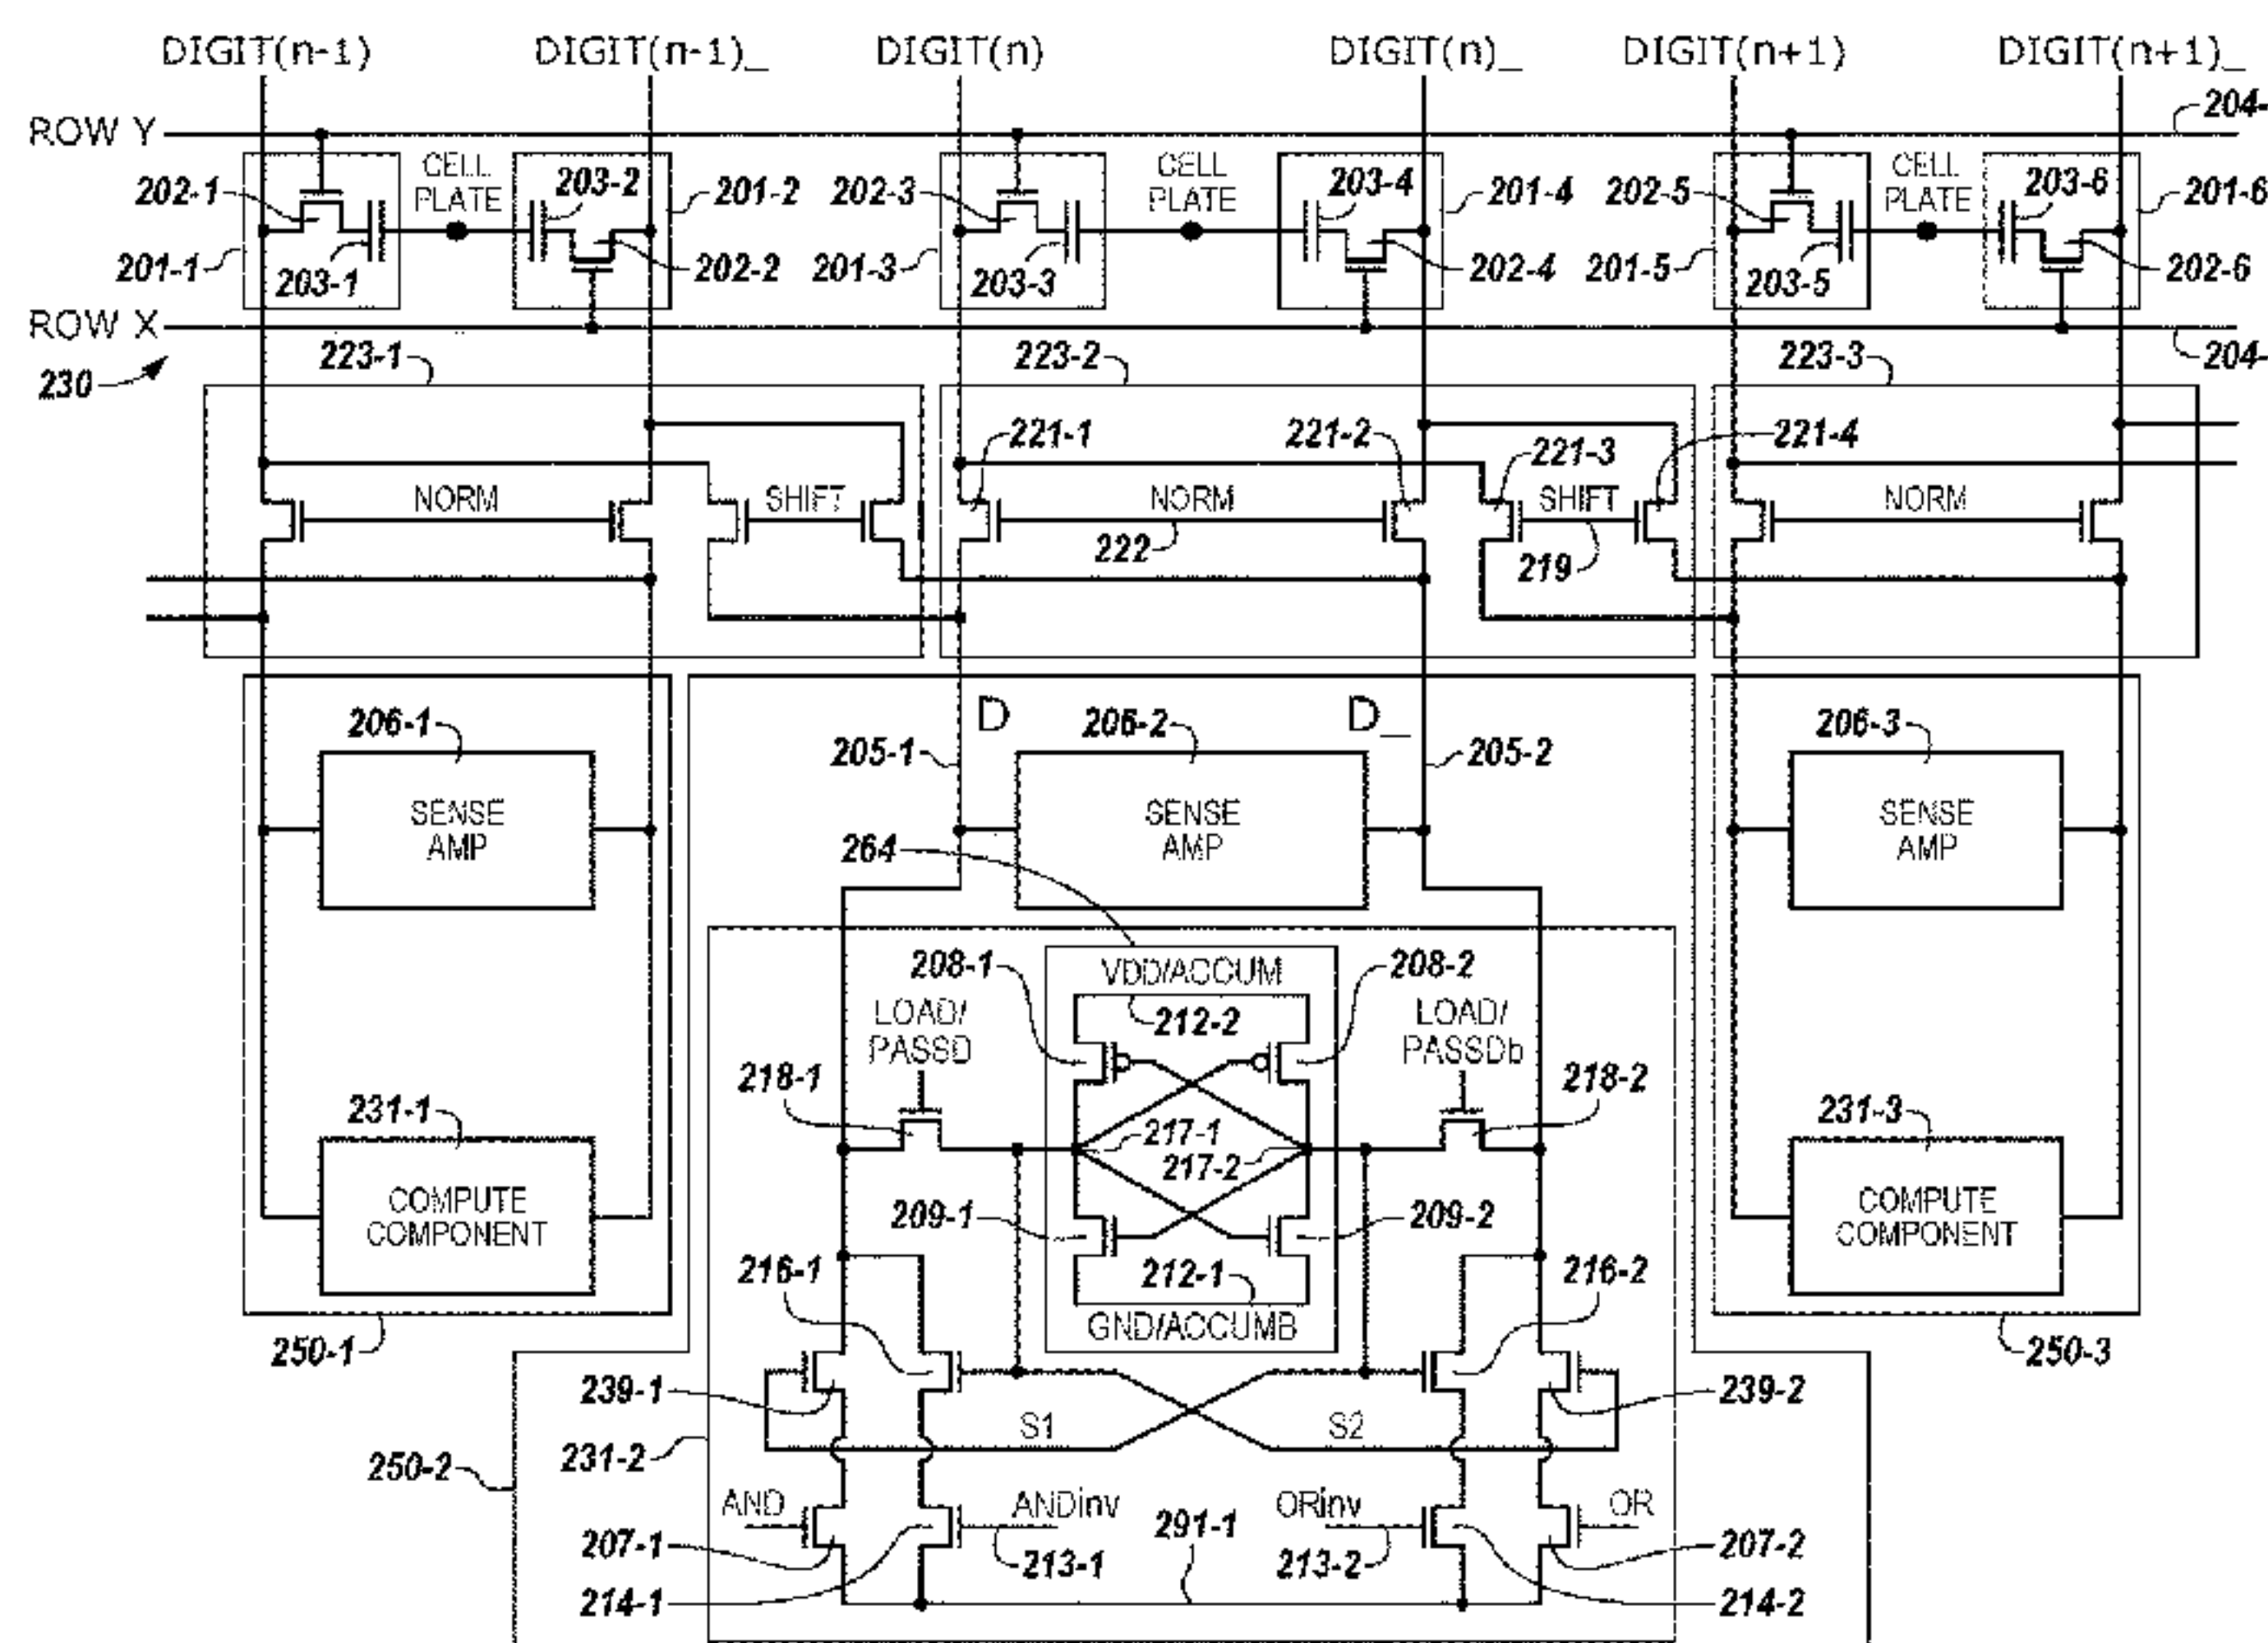 DIGIT(n-1) DIGIT(n-1)_ DIGIT(n) DIGIT(n)_ DIGIT(n+1) DIGIT(n+1)_
ROW Y 204-
202-1 CELL PLATE 203-2 201-2 202-3 CELL PLATE 203-4 201-4 202-5 CELL PLATE 203-6 201-6
201-1 203-1 202-2 201-3 203-3 202-4 201-5 203-5 202-6
ROW X 204-
230 223-1 223-2 223-3
221-1 221-2 221-3 221-4
NORM SHIFT NORM SHIFT NORM
222 219
D D_
206-1 205-1 206-2 205-2 206-3
SENSE AMP SENSE AMP SENSE AMP
264
208-1 VDD/ACCUM 208-2
LOAD/PASSD 212-2 LOAD/PASSDb
218-1 218-2
231-1 217-1 217-2 231-3
COMPUTE COMPONENT 209-1 209-2 COMPUTE COMPONENT
216-1 212-1 216-2
GND/ACCUMB
250-1 250-3
239-1 239-2
S1 S2
250-2 231-2
AND ANDinv ORinv OR
291-1
207-1 213-1 213-2 207-2
214-1 214-2